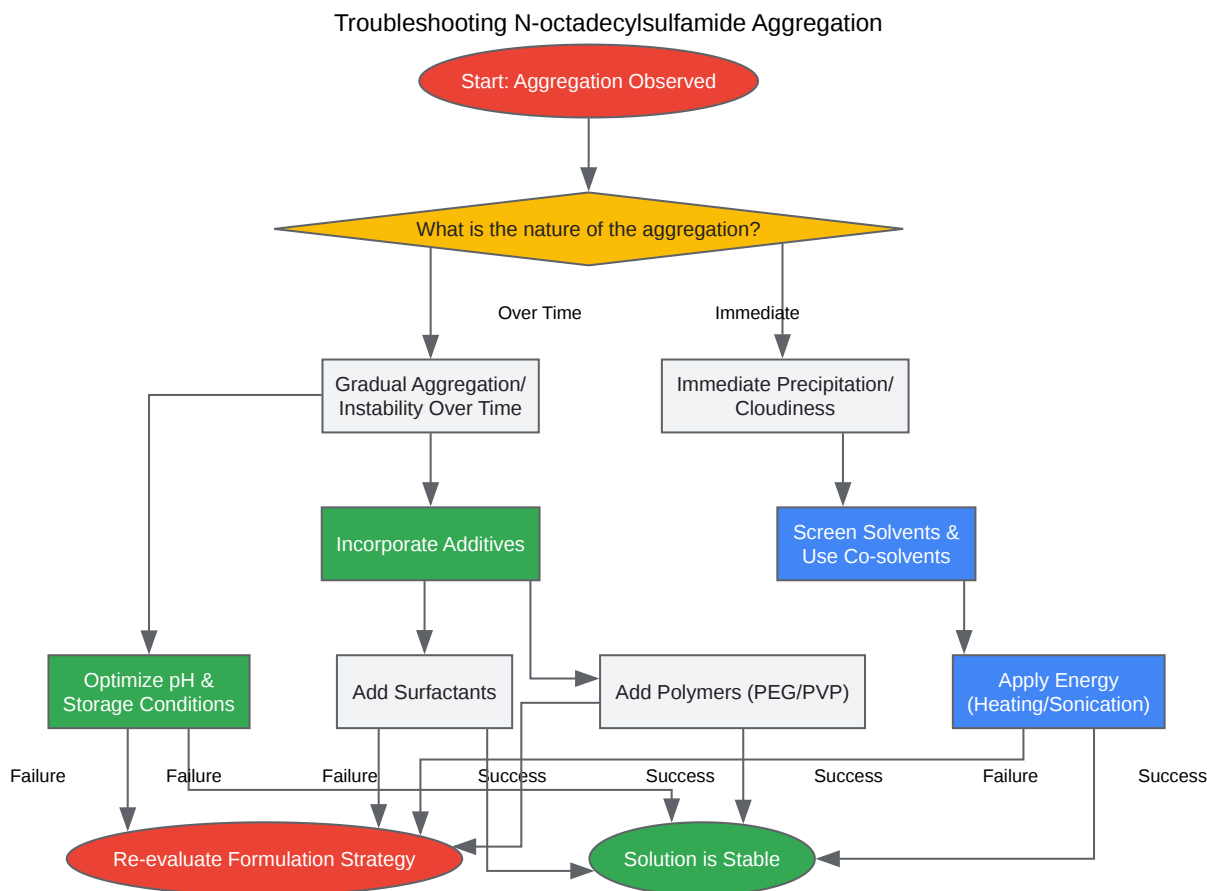 Troubleshooting N-octadecylsulfamide Aggregation
Start: Aggregation Observed
What is the nature of the aggregation?
Over Time
Immediate
Gradual Aggregation/
Instability Over Time
Immediate Precipitation/
Cloudiness
Incorporate Additives
Screen Solvents &
Use Co-solvents
Optimize pH &
Storage Conditions
Add Surfactants
Add Polymers (PEG/PVP)
Apply Energy
(Heating/Sonication)
Failure
Failure
Failure
Success
Success
Success
Failure
Success
Re-evaluate Formulation Strategy
Solution is Stable